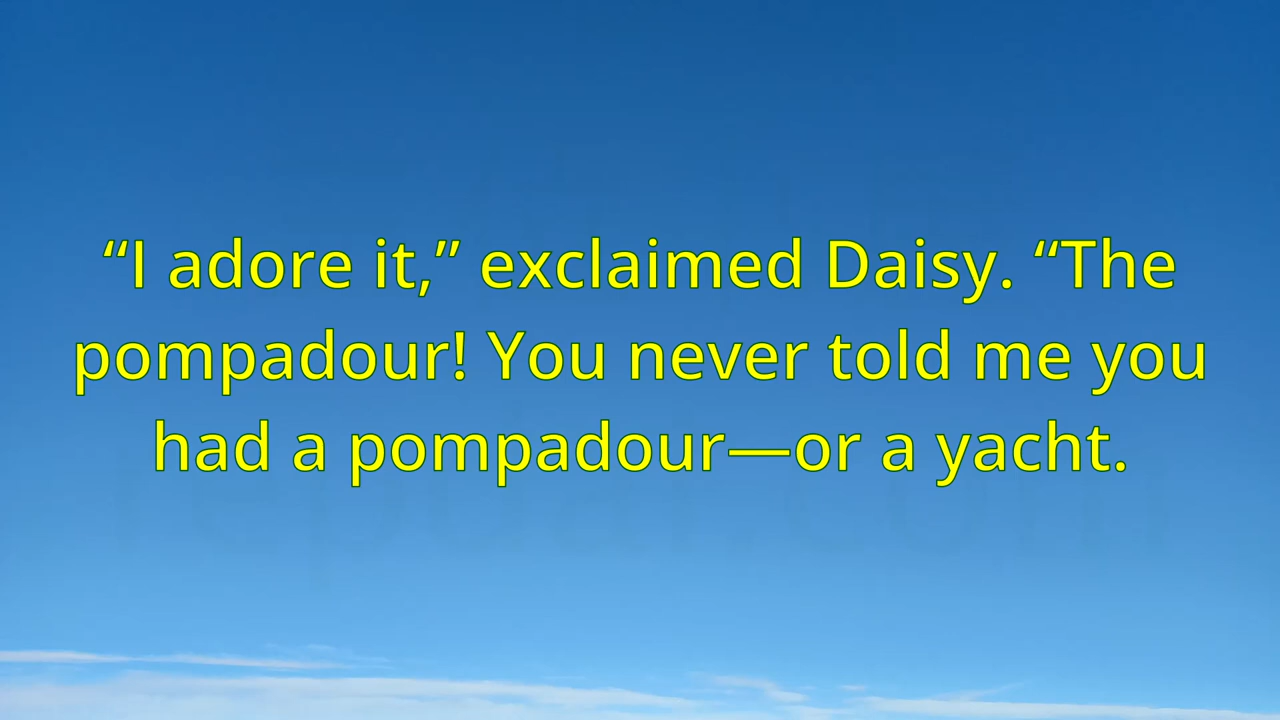 “I adore it,” exclaimed Daisy. “The
pompadour! You never told me you
had a pompadour—or a yacht.